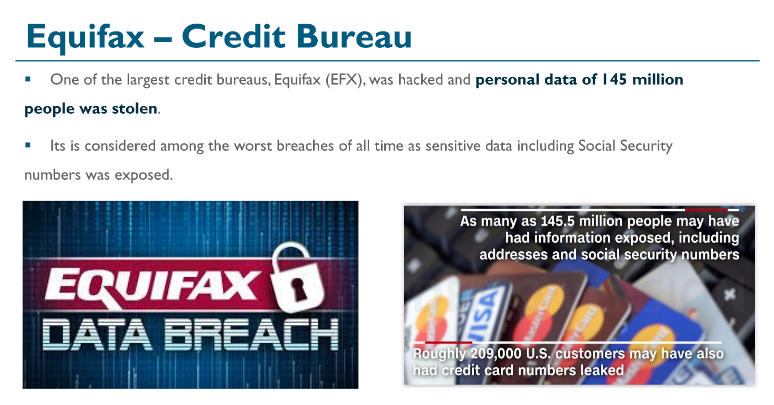 Equifax – Credit Bureau
▪ One of the largest credit bureaus, Equifax (EFX), was hacked and personal data of 145 million
people was stolen.
▪ Its is considered among the worst breaches of all time as sensitive data including Social Security
numbers was exposed.
EQUIFAX
DATA BREACH
As many as 145.5 million people may have
had information exposed, including
addresses and social security numbers
VISA
MasterCard
MasterCard
Roughly 209,000 U.S. customers may have also
had credit card numbers leaked